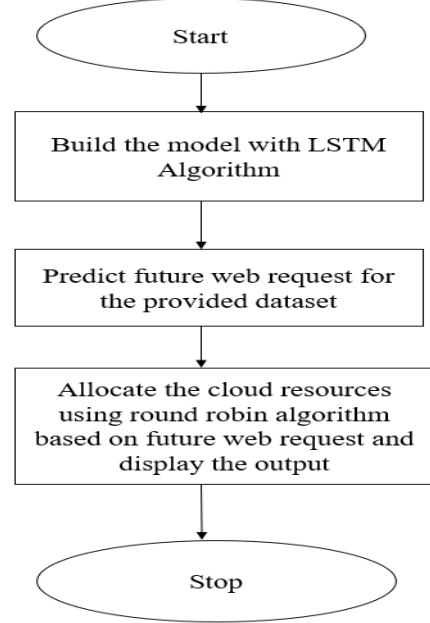 Start
Build the model with LSTM
Algorithm
Predict future web request for
the provided dataset
Allocate the cloud resources
using round robin algorithm
based on future web request and
display the output
Stop